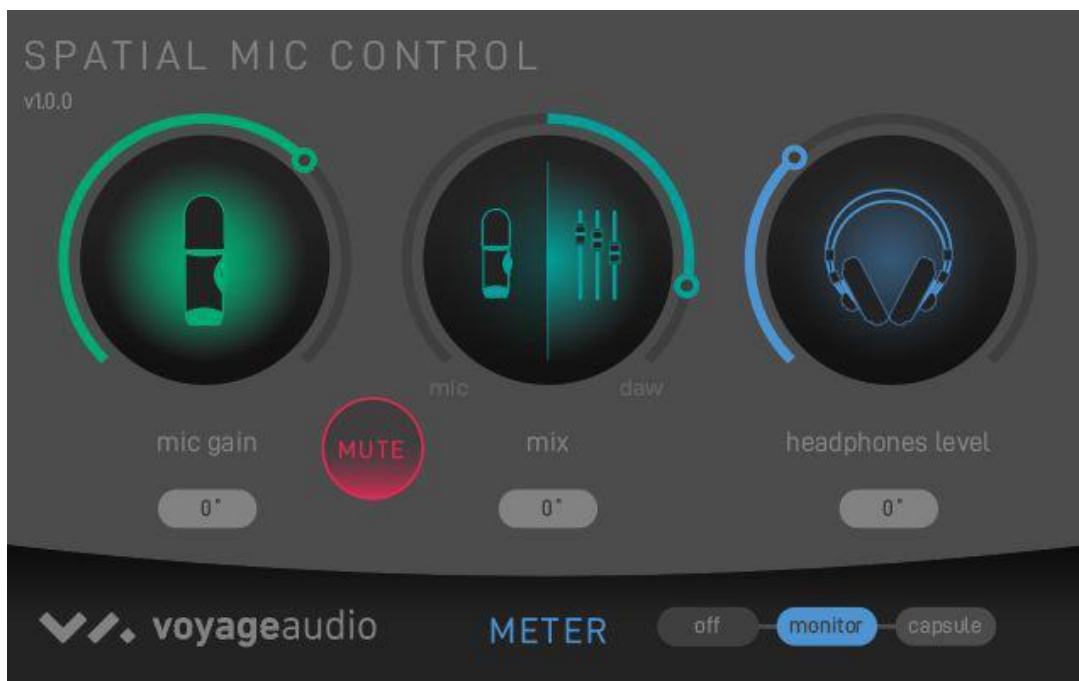 SPATIAL MIC CONTROL
v1.0.0
mic daw
mic gain MUTE mix headphones level
0° 0° 0°
voyageaudio METER off monitor capsule